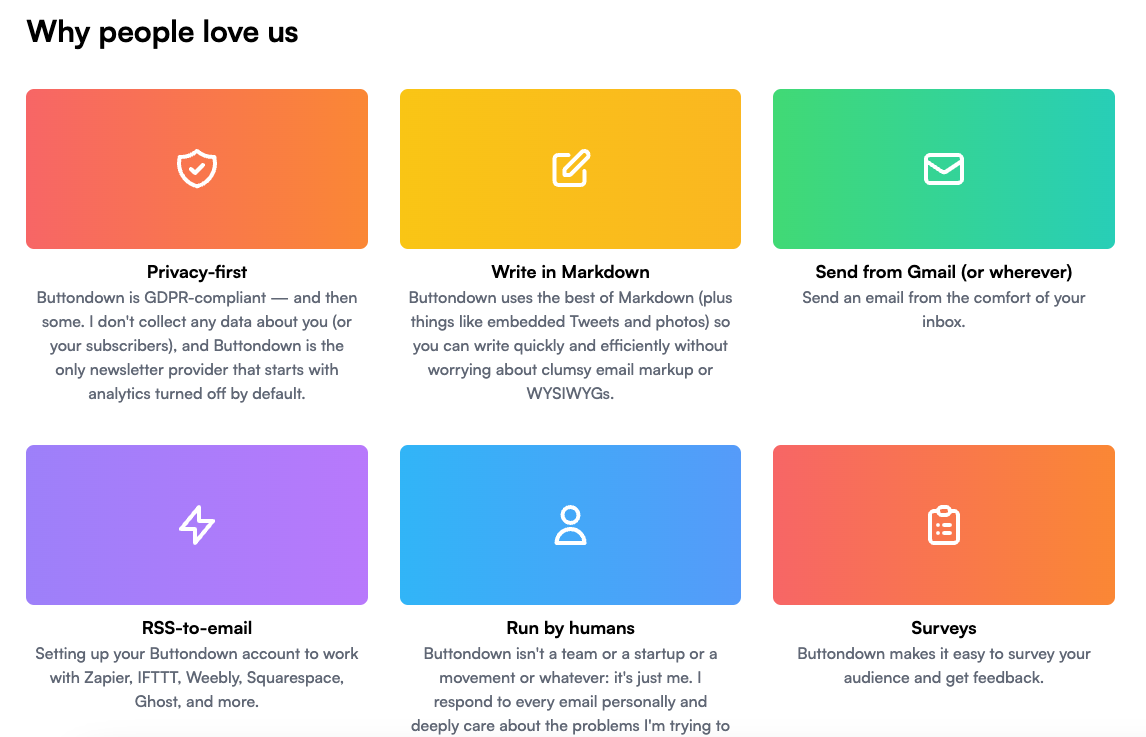 Why people love us
Privacy-first
Buttondown is GDPR-compliant — and then
some. I don't collect any data about you (or
your subscribers), and Buttondown is the
only newsletter provider that starts with
analytics turned off by default.
Write in Markdown
Buttondown uses the best of Markdown (plus
things like embedded Tweets and photos) so
you can write quickly and efficiently without
worrying about clumsy email markup or
WYSIWYGs.
Send from Gmail (or wherever)
Send an email from the comfort of your
inbox.
RSS-to-email
Setting up your Buttondown account to work
with Zapier, IFTTT, Weebly, Squarespace,
Ghost, and more.
Run by humans
Buttondown isn't a team or a startup or a
movement or whatever: it's just me. I
respond to every email personally and
deeply care about the problems I'm trying to
Surveys
Buttondown makes it easy to survey your
audience and get feedback.